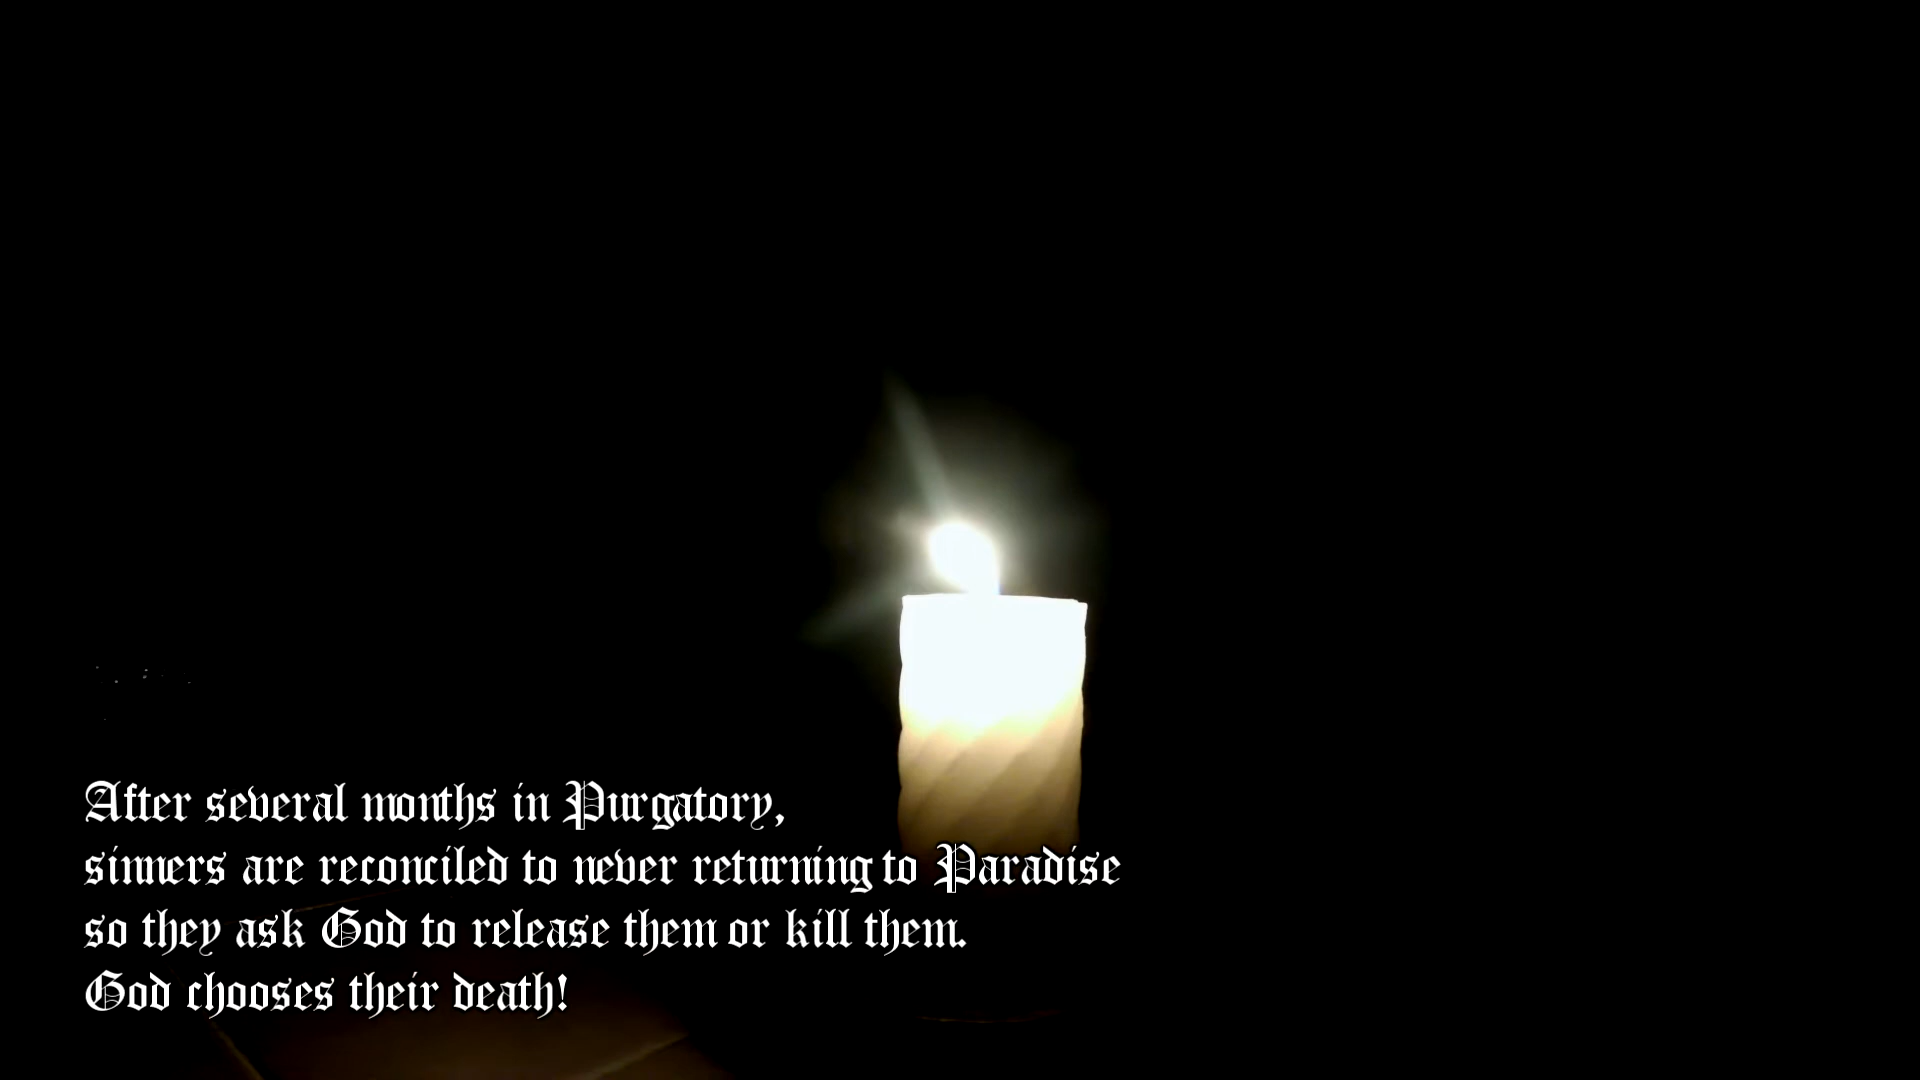 After several months in Purgatory,
sinners are reconciled to never returning to Paradise
so they ask God to release them or kill them.
God chooses their death!